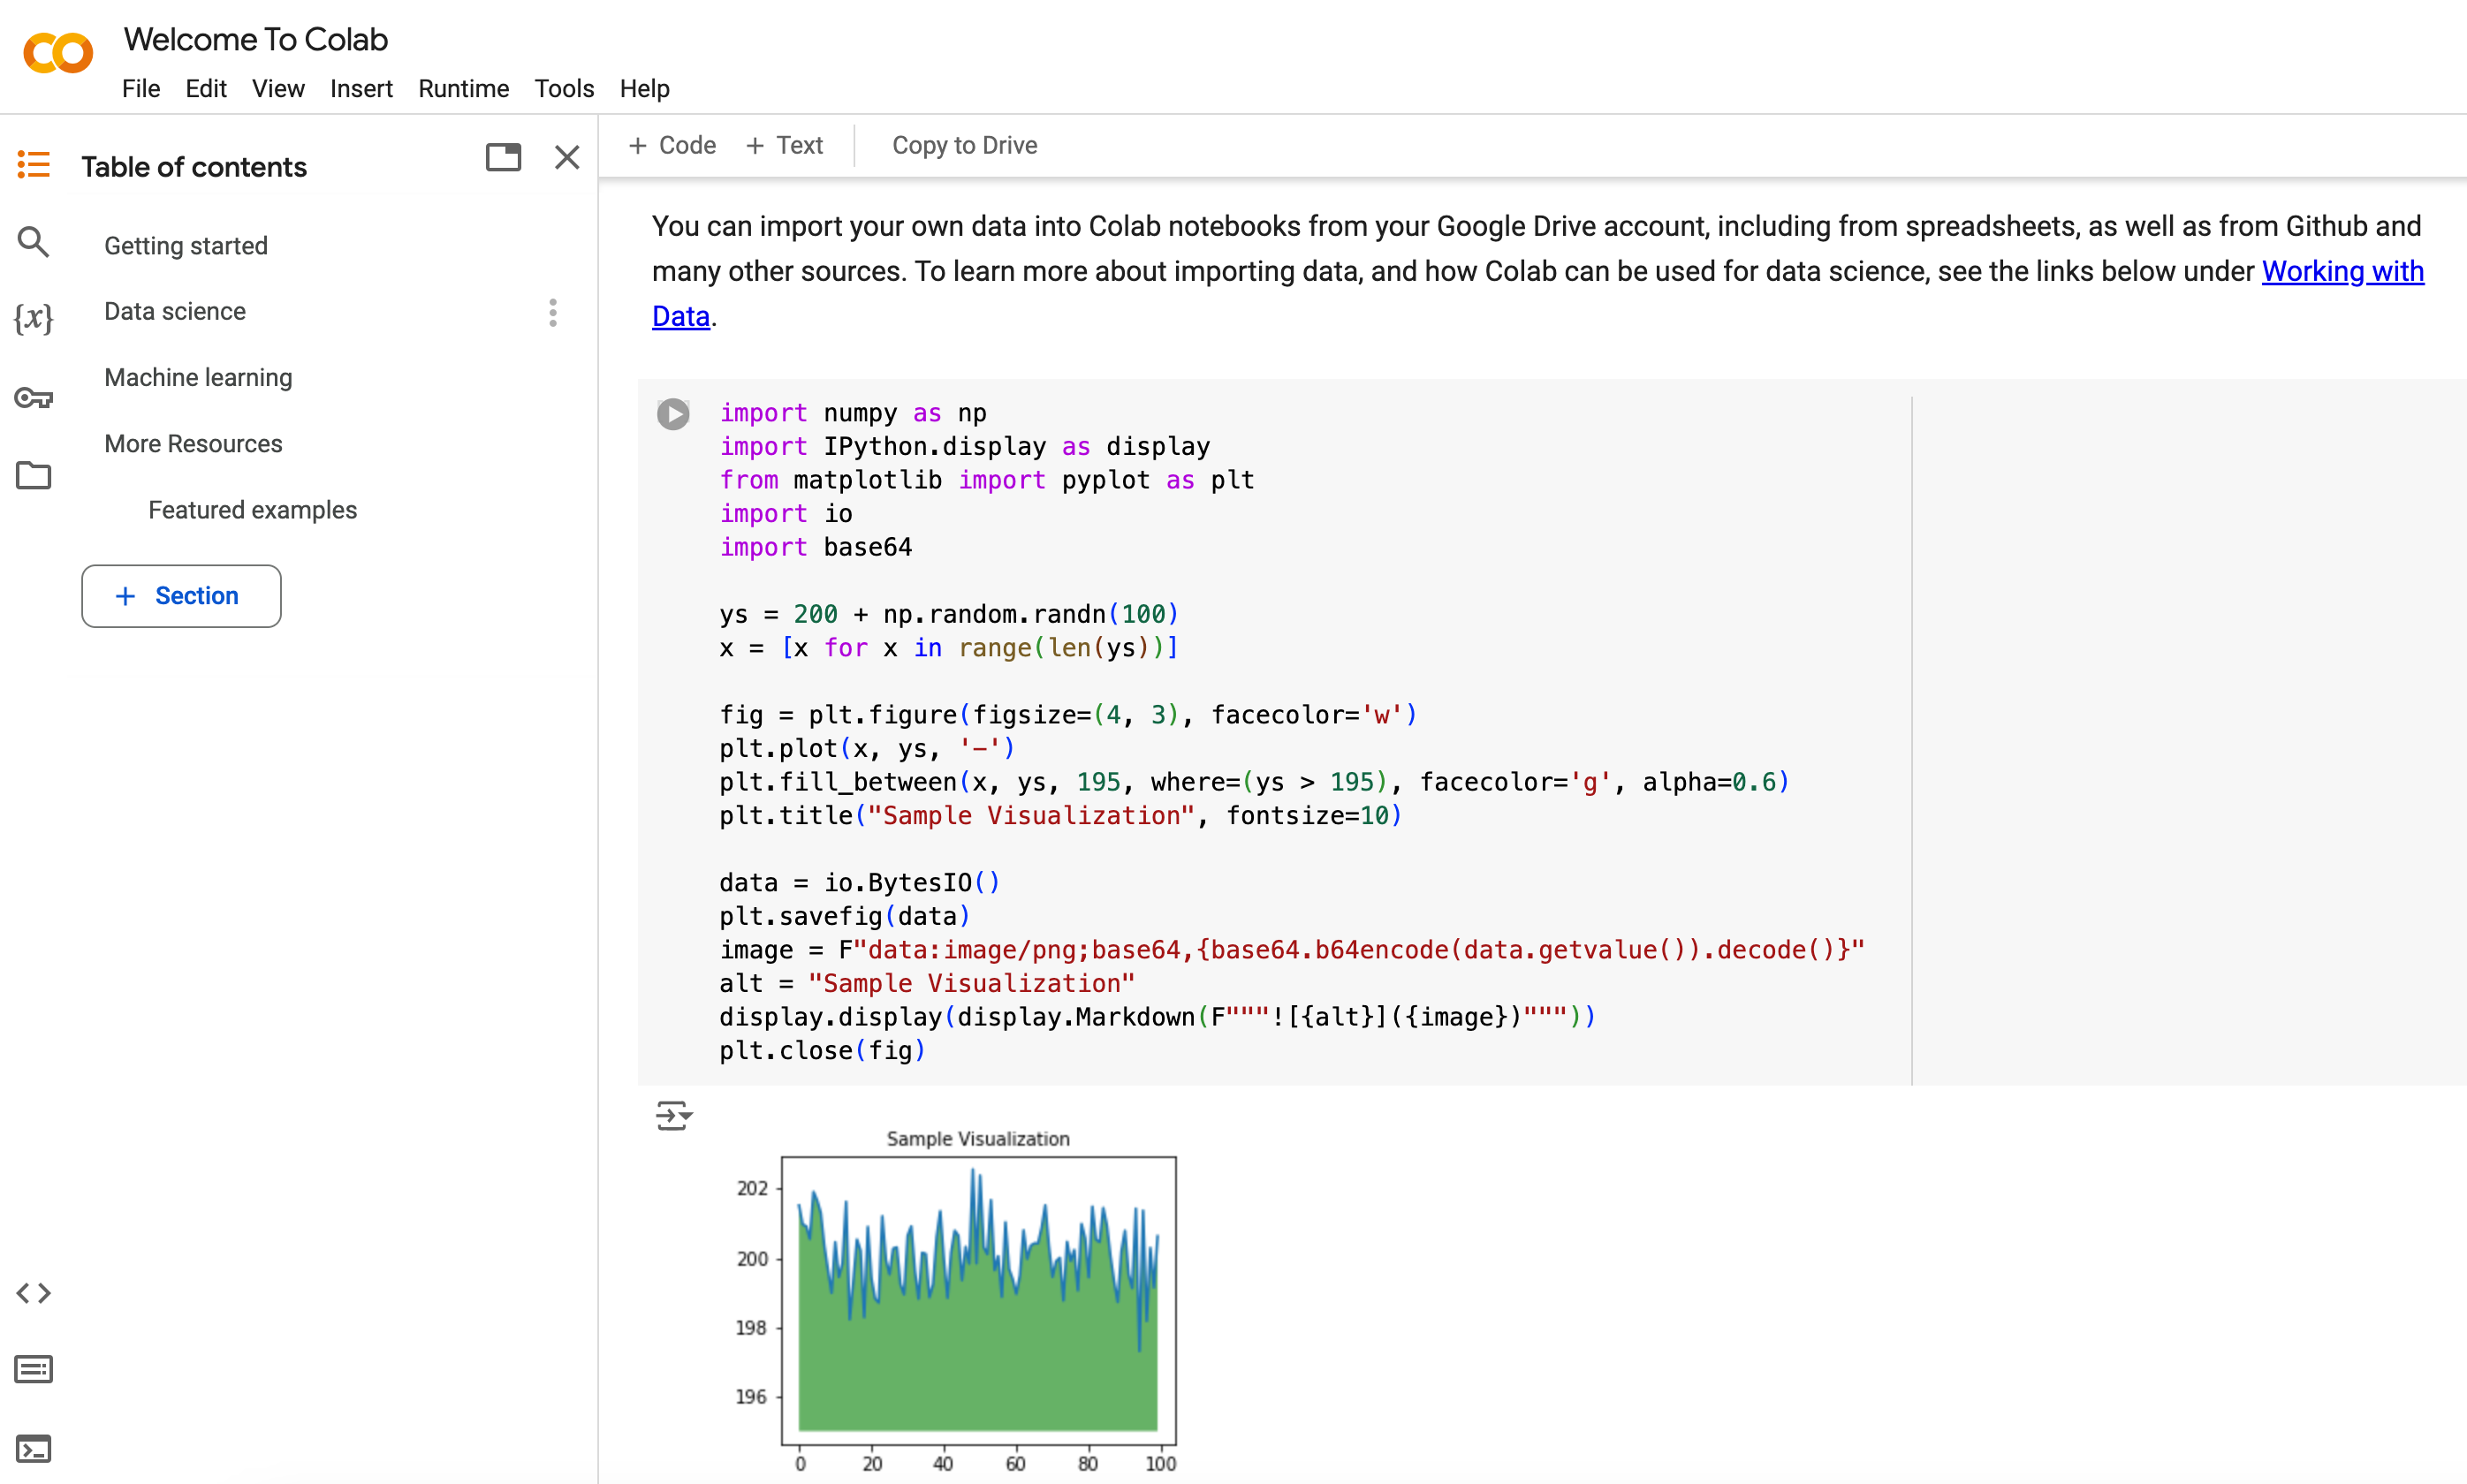 Welcome To Colab
File Edit View Insert Runtime Tools Help
Table of contents
Getting started
Data science
Machine learning
More Resources
Featured examples
+ Section
+ Code + Text Copy to Drive
You can import your own data into Colab notebooks from your Google Drive account, including from spreadsheets, as well as from Github and
many other sources. To learn more about importing data, and how Colab can be used for data science, see the links below under Working with
Data.
import numpy as np
import IPython.display as display
from matplotlib import pyplot as plt
import io
import base64
ys = 200 + np.random.randn(100)
x = [x for x in range(len(ys))]
fig = plt.figure(figsize=(4, 3), facecolor='w')
plt.plot(x, ys, '-')
plt.fill_between(x, ys, 195, where=(ys > 195), facecolor='g', alpha=0.6)
plt.title("Sample Visualization", fontsize=10)
data = io.BytesIO()
plt.savefig(data)
image = F"data:image/png;base64,{base64.b64encode(data.getvalue()).decode()}"
alt = "Sample Visualization"
display.display(display.Markdown(F"""![{alt}]({image})"""))
plt.close(fig)
Sample Visualization
202
200
198
196
0 20 40 60 80 100